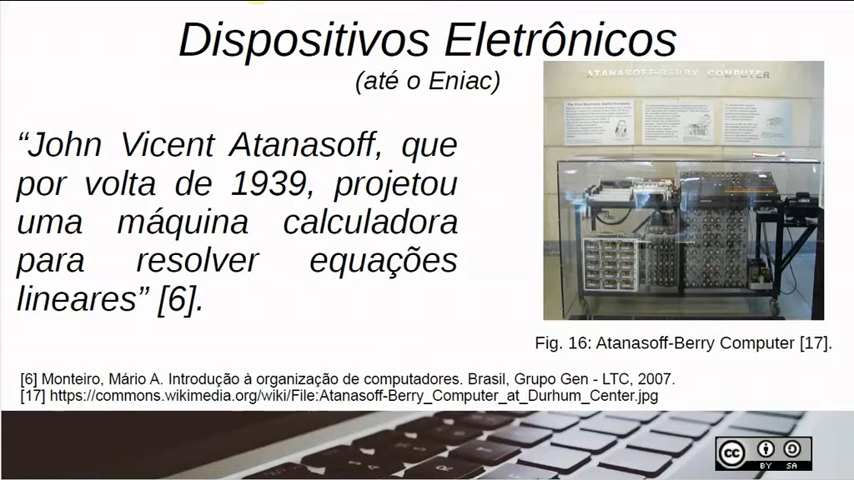 Dispositivos Eletrônicos
(até o Eniac)
“John Vicent Atanasoff, que
por volta de 1939, projetou
uma máquina calculadora
para resolver equações
lineares” [6].
ATANASOFF-BERRY COMPUTER
Fig. 16: Atanasoff-Berry Computer [17].
[6] Monteiro, Mário A. Introdução à organização de computadores. Brasil, Grupo Gen - LTC, 2007.
[17] https://commons.wikimedia.org/wiki/File:Atanasoff-Berry_Computer_at_Durhum_Center.jpg
cc
BY SA